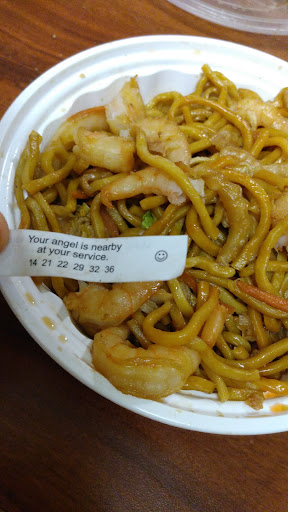 Your angel is nearby
at your service.
14 21 22 29 32 36